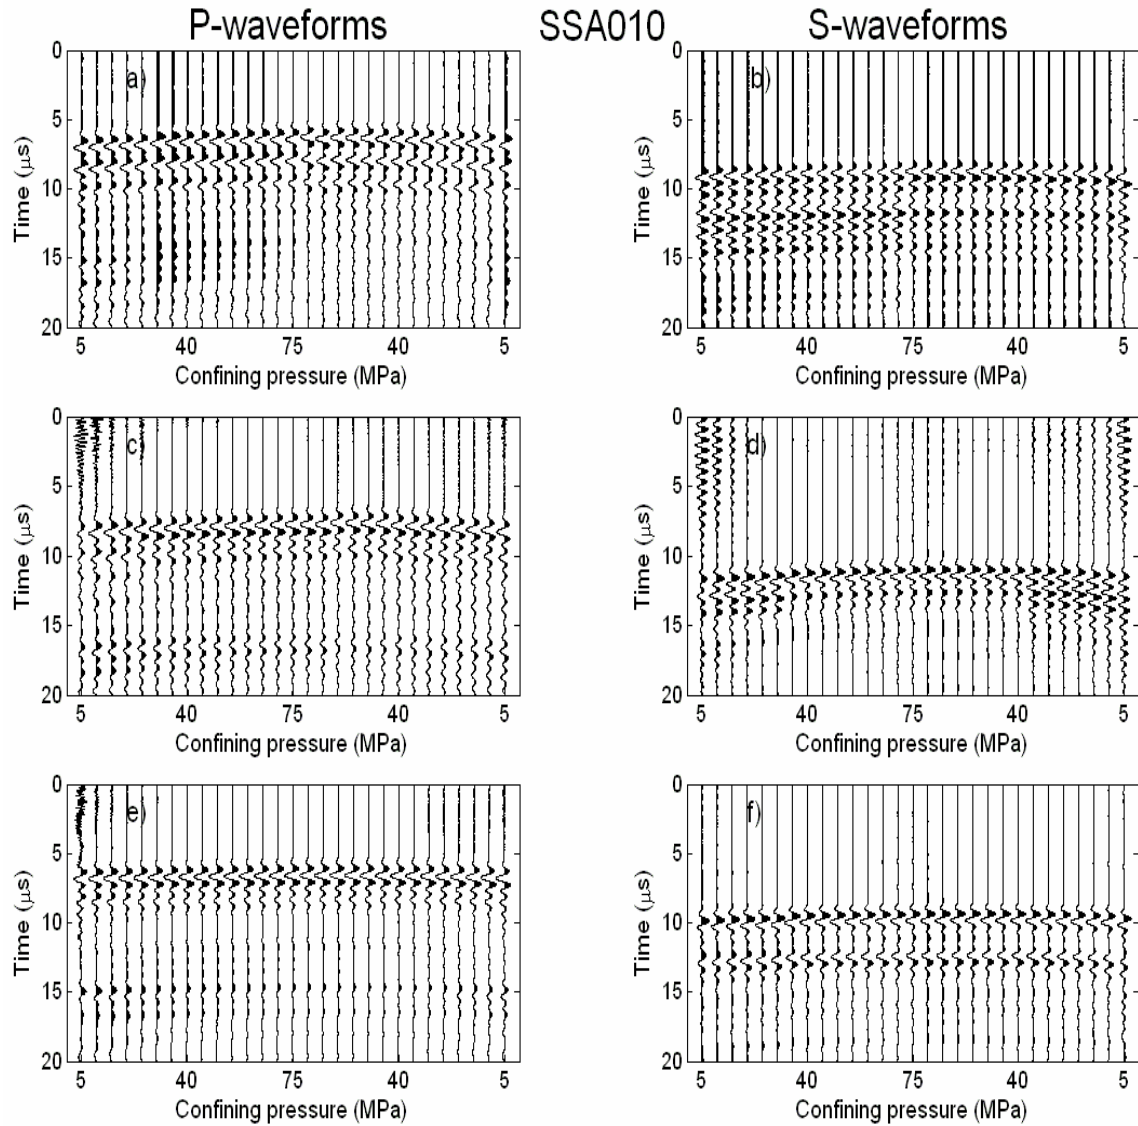 P-waveforms SSA010 S-waveforms
a)
0
5
10
15
20
Time (μs)
5 40 75 40 5
Confining pressure (MPa)
b)
0
5
10
15
20
Time (μs)
5 40 75 40 5
Confining pressure (MPa)
c)
0
5
10
15
20
Time (μs)
5 40 75 40 5
Confining pressure (MPa)
d)
0
5
10
15
20
Time (μs)
5 40 75 40 5
Confining pressure (MPa)
e)
0
5
10
15
20
Time (μs)
5 40 75 40 5
Confining pressure (MPa)
f)
0
5
10
15
20
Time (μs)
5 40 75 40 5
Confining pressure (MPa)